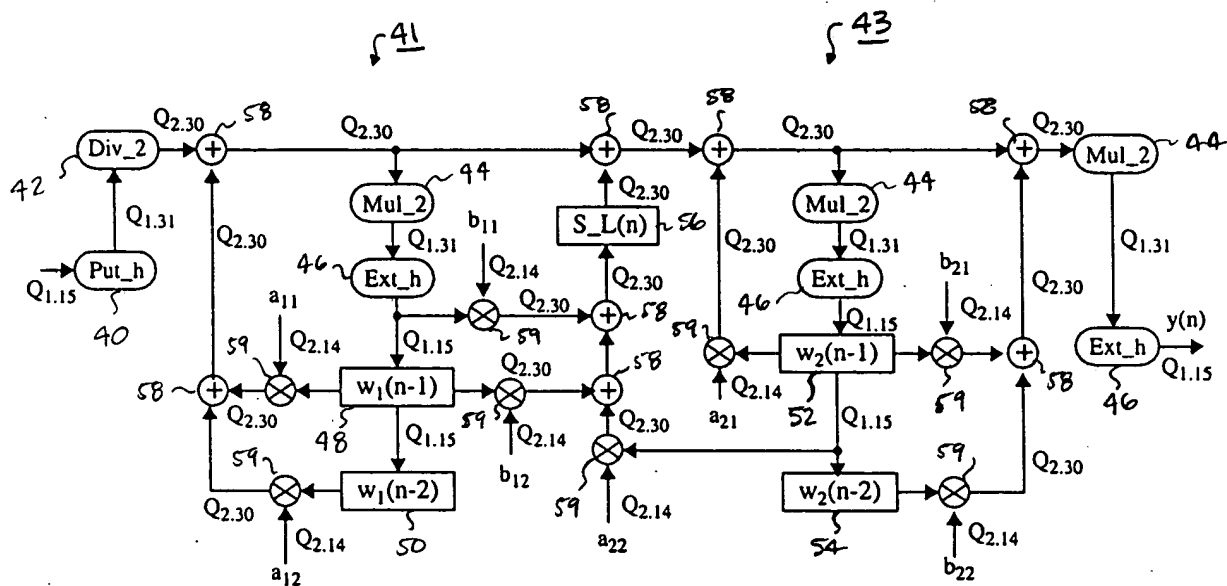 41
43
Q2.30
58
Q2.30
58
Q2.30
58
Q2.30
58
Q2.30
Div_2
42
Mul_2
44
44
Mul_2
Q2.30
44
Mul_2
Q1.31
Q1.31
b11
S_L(n)
56
Q1.31
b21
Q1.31
Q2.30
Put_h
Q1.15
40
Q2.30
46
Ext_h
Q2.14
Q2.30
Q2.30
Ext_h
46
Q2.14
Q2.30
a11
Q2.30
58
y(n)
Ext_h
Q1.15
46
59
Q2.14
Q1.15
59
59
Q1.15
58
w1(n-1)
Q2.30
58
w2(n-1)
59
58
Q2.30
48
59
Q2.14
b12
Q2.30
Q2.14
a21
52
Q1.15
59
Q1.15
59
w1(n-2)
59
w2(n-2)
Q2.30
Q2.30
Q2.14
50
Q2.14
54
Q2.14
a12
a22
b22